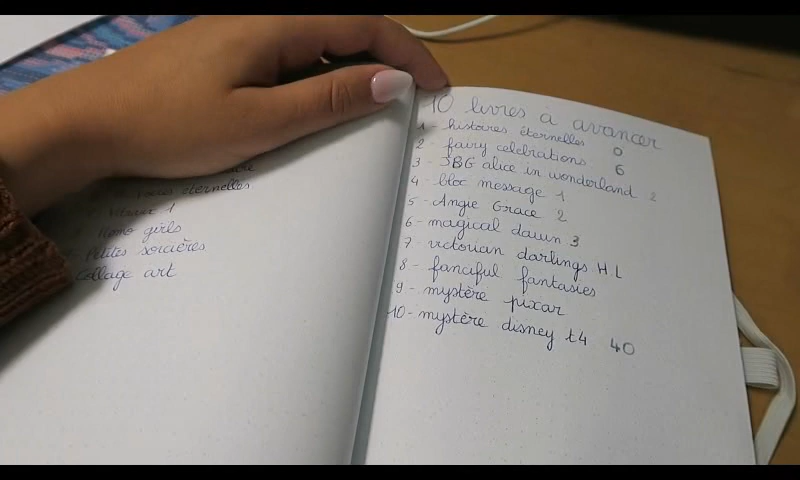 éternelles
1
girls
Petites sorcières
Collage art
10 livres à avancer
1 - histoires éternelles 0
2 - fairy celebrations 6
3 - JBG alice in wonderland 2
4 - bloc message 1
5 - Angie Grace 2
6 - magical dawn 3
7 - victorian darlings H L
8 - fanciful fantasies
9 - mystère pixar
10 - mystère disney t4 40